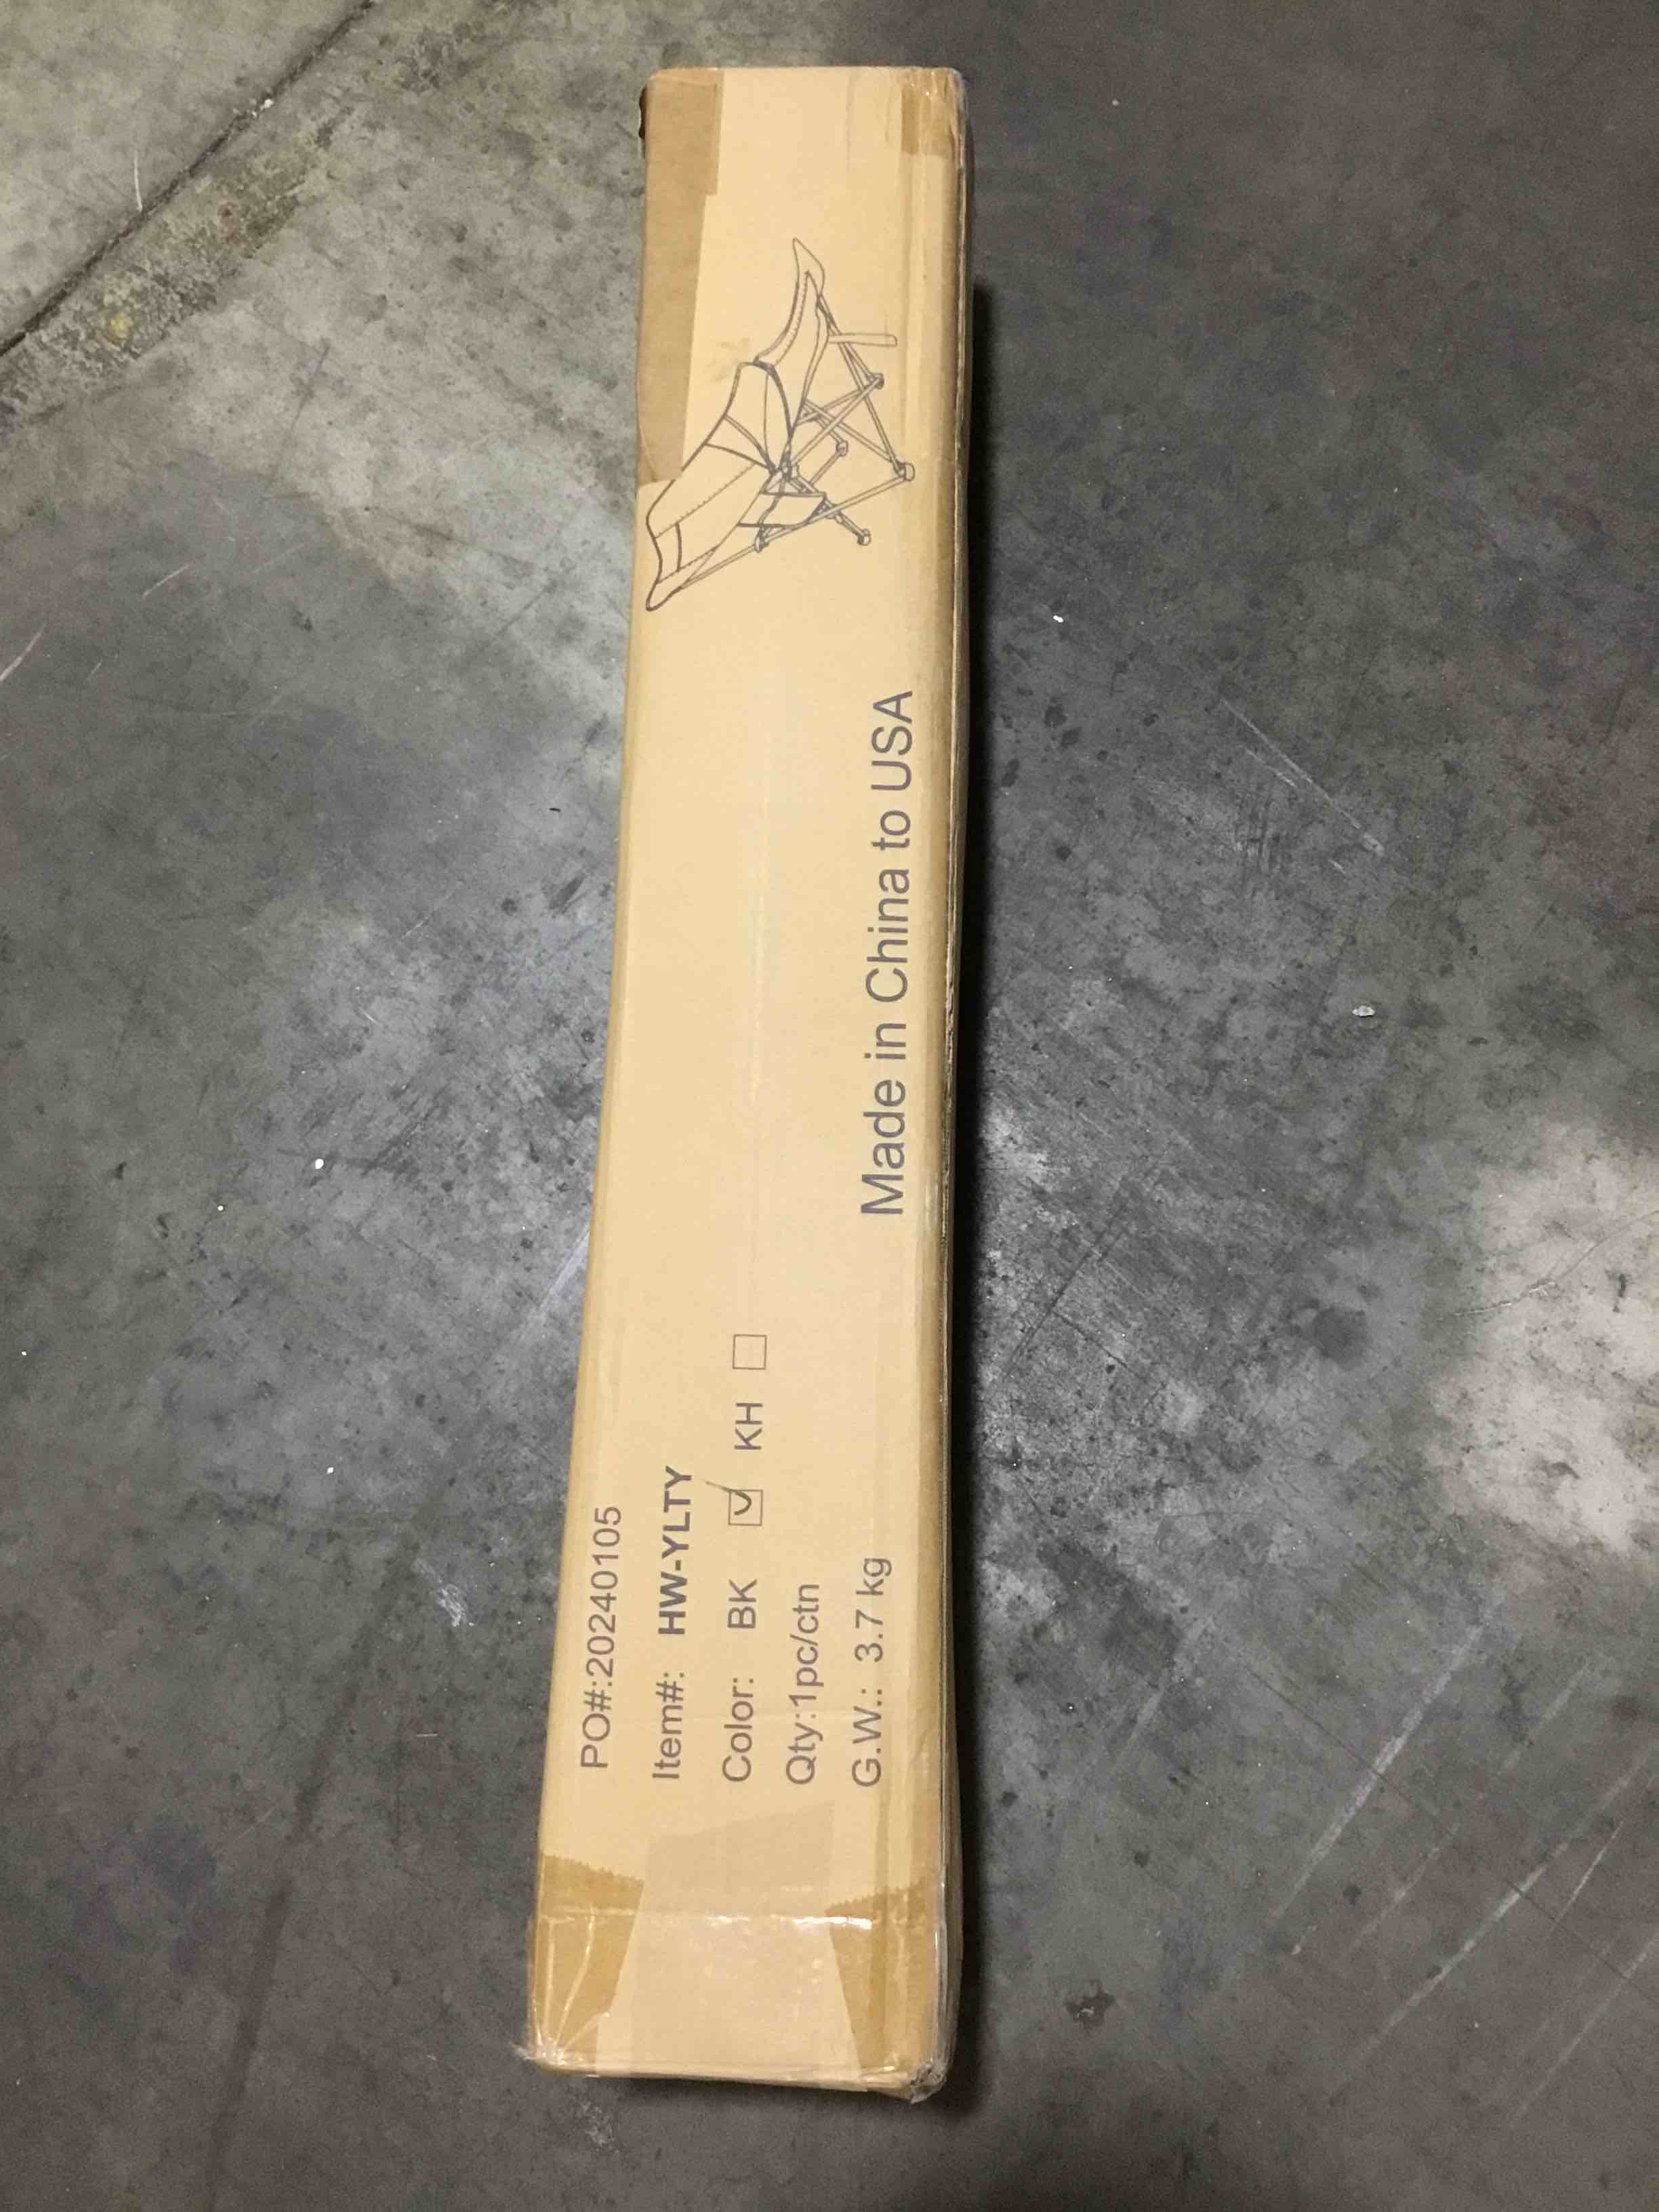 PO#:20240105
Item#: HW-YLTY
Color: BK ☑ KH ☐
Qty:1pc/ctn
G.W.: 3.7 kg
Made in China to USA